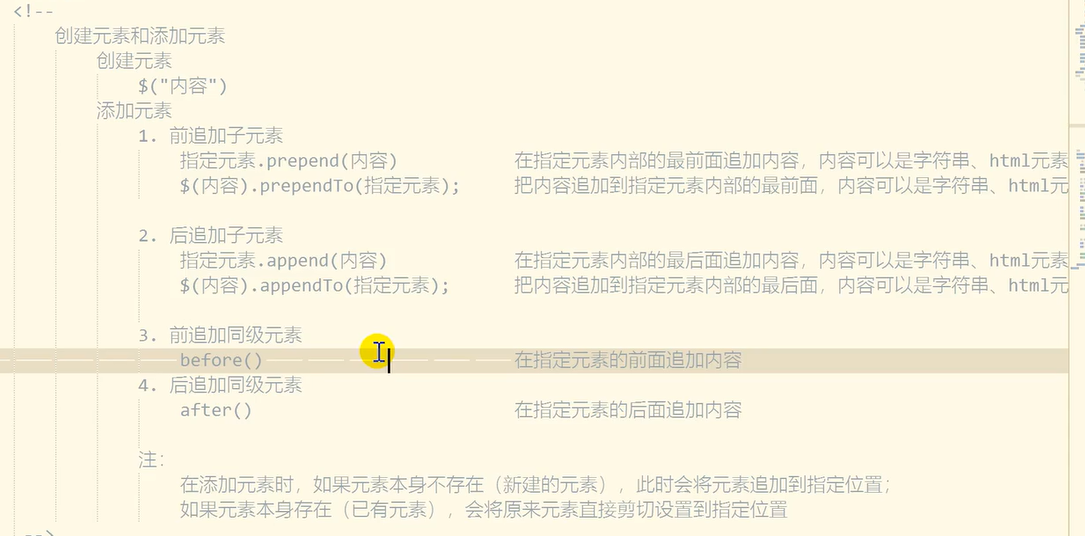 <!--
创建元素和添加元素
创建元素
$("内容")
添加元素
1. 前追加子元素
指定元素.prepend(内容) 在指定元素内部的最前面追加内容，内容可以是字符串、html元素
$(内容).prependTo(指定元素); 把内容追加到指定元素内部的最前面，内容可以是字符串、html元
2. 后追加子元素
指定元素.append(内容) 在指定元素内部的最后面追加内容，内容可以是字符串、html元素
$(内容).appendTo(指定元素); 把内容追加到指定元素内部的最后面，内容可以是字符串、html元
3. 前追加同级元素
before() 在指定元素的前面追加内容
4. 后追加同级元素
after() 在指定元素的后面追加内容
注：
在添加元素时，如果元素本身不存在（新建的元素），此时会将元素追加到指定位置；
如果元素本身存在（已有元素），会将原来元素直接剪切设置到指定位置
-->